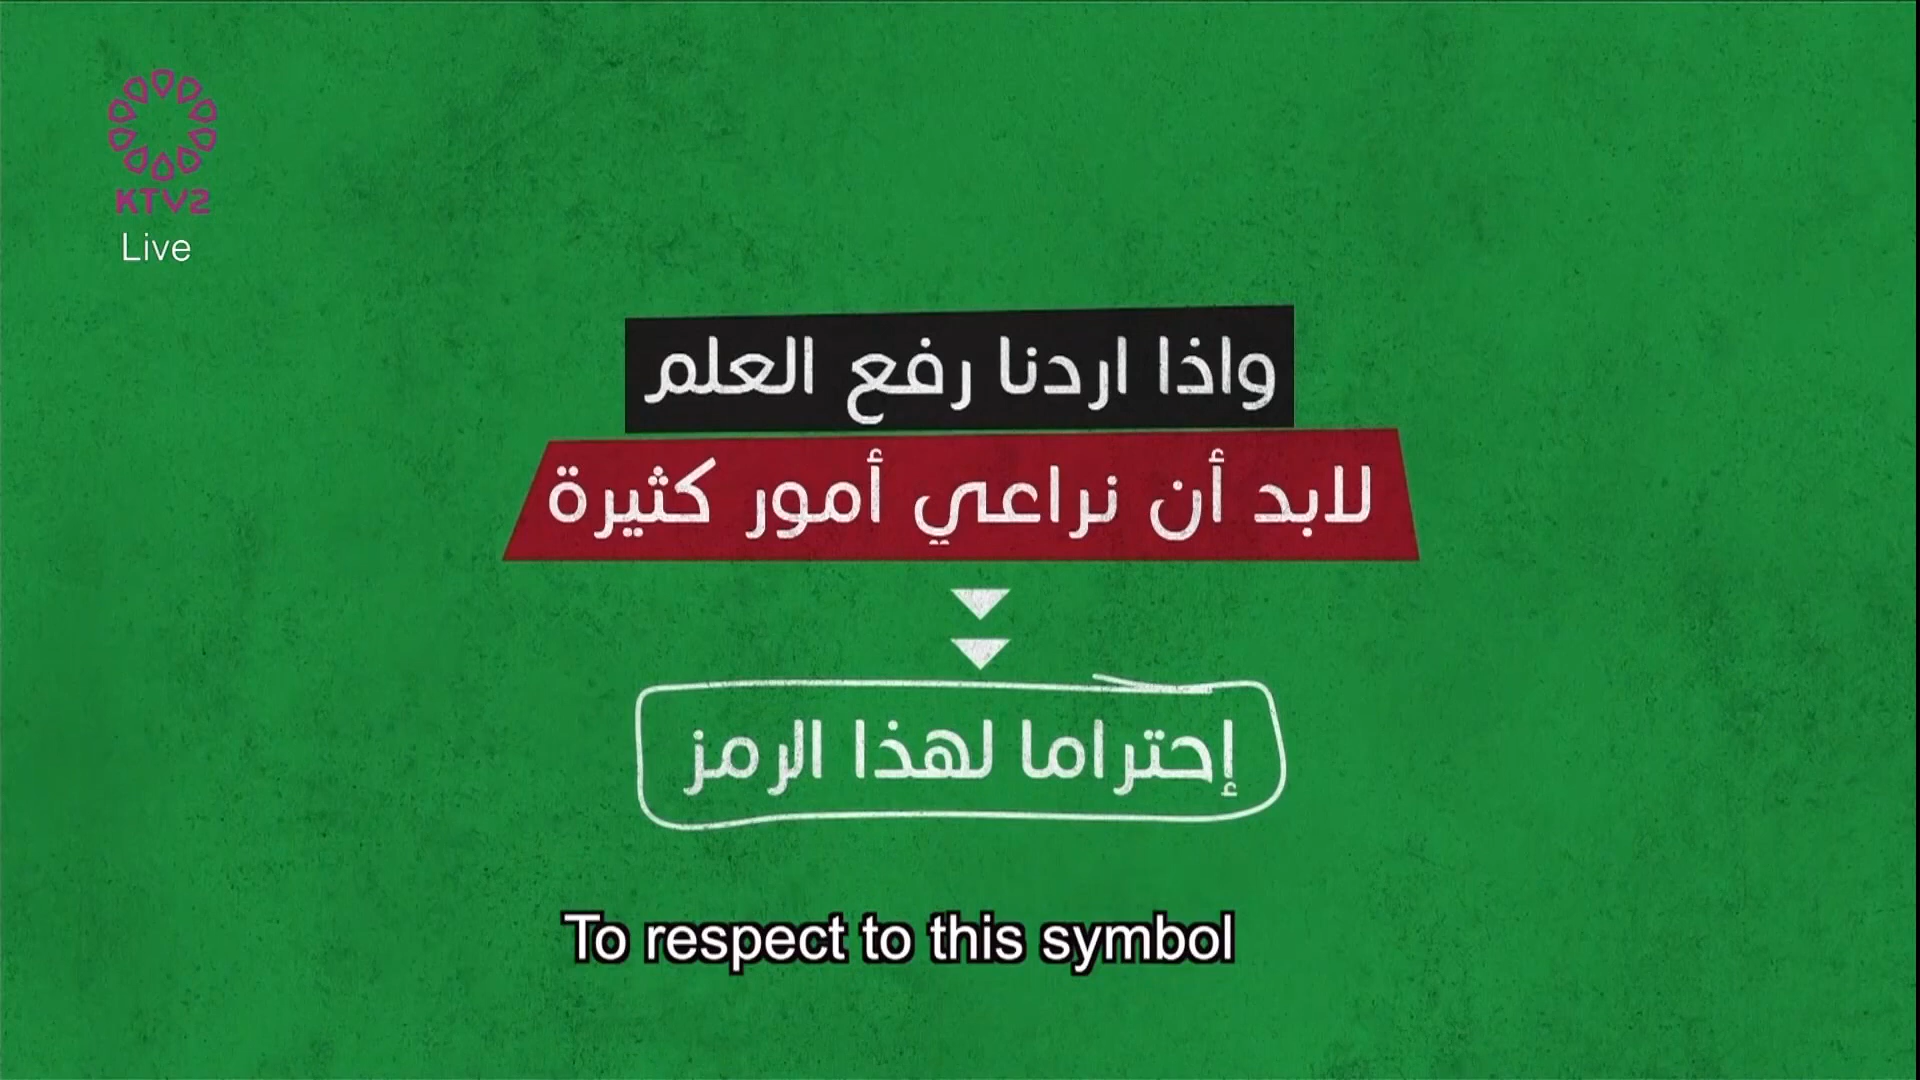 KTV2
Live
واذا اردنا رفع العلم
لابد أن نراعي أمور كثيرة
إحتراما لهذا الرمز
To respect to this symbol